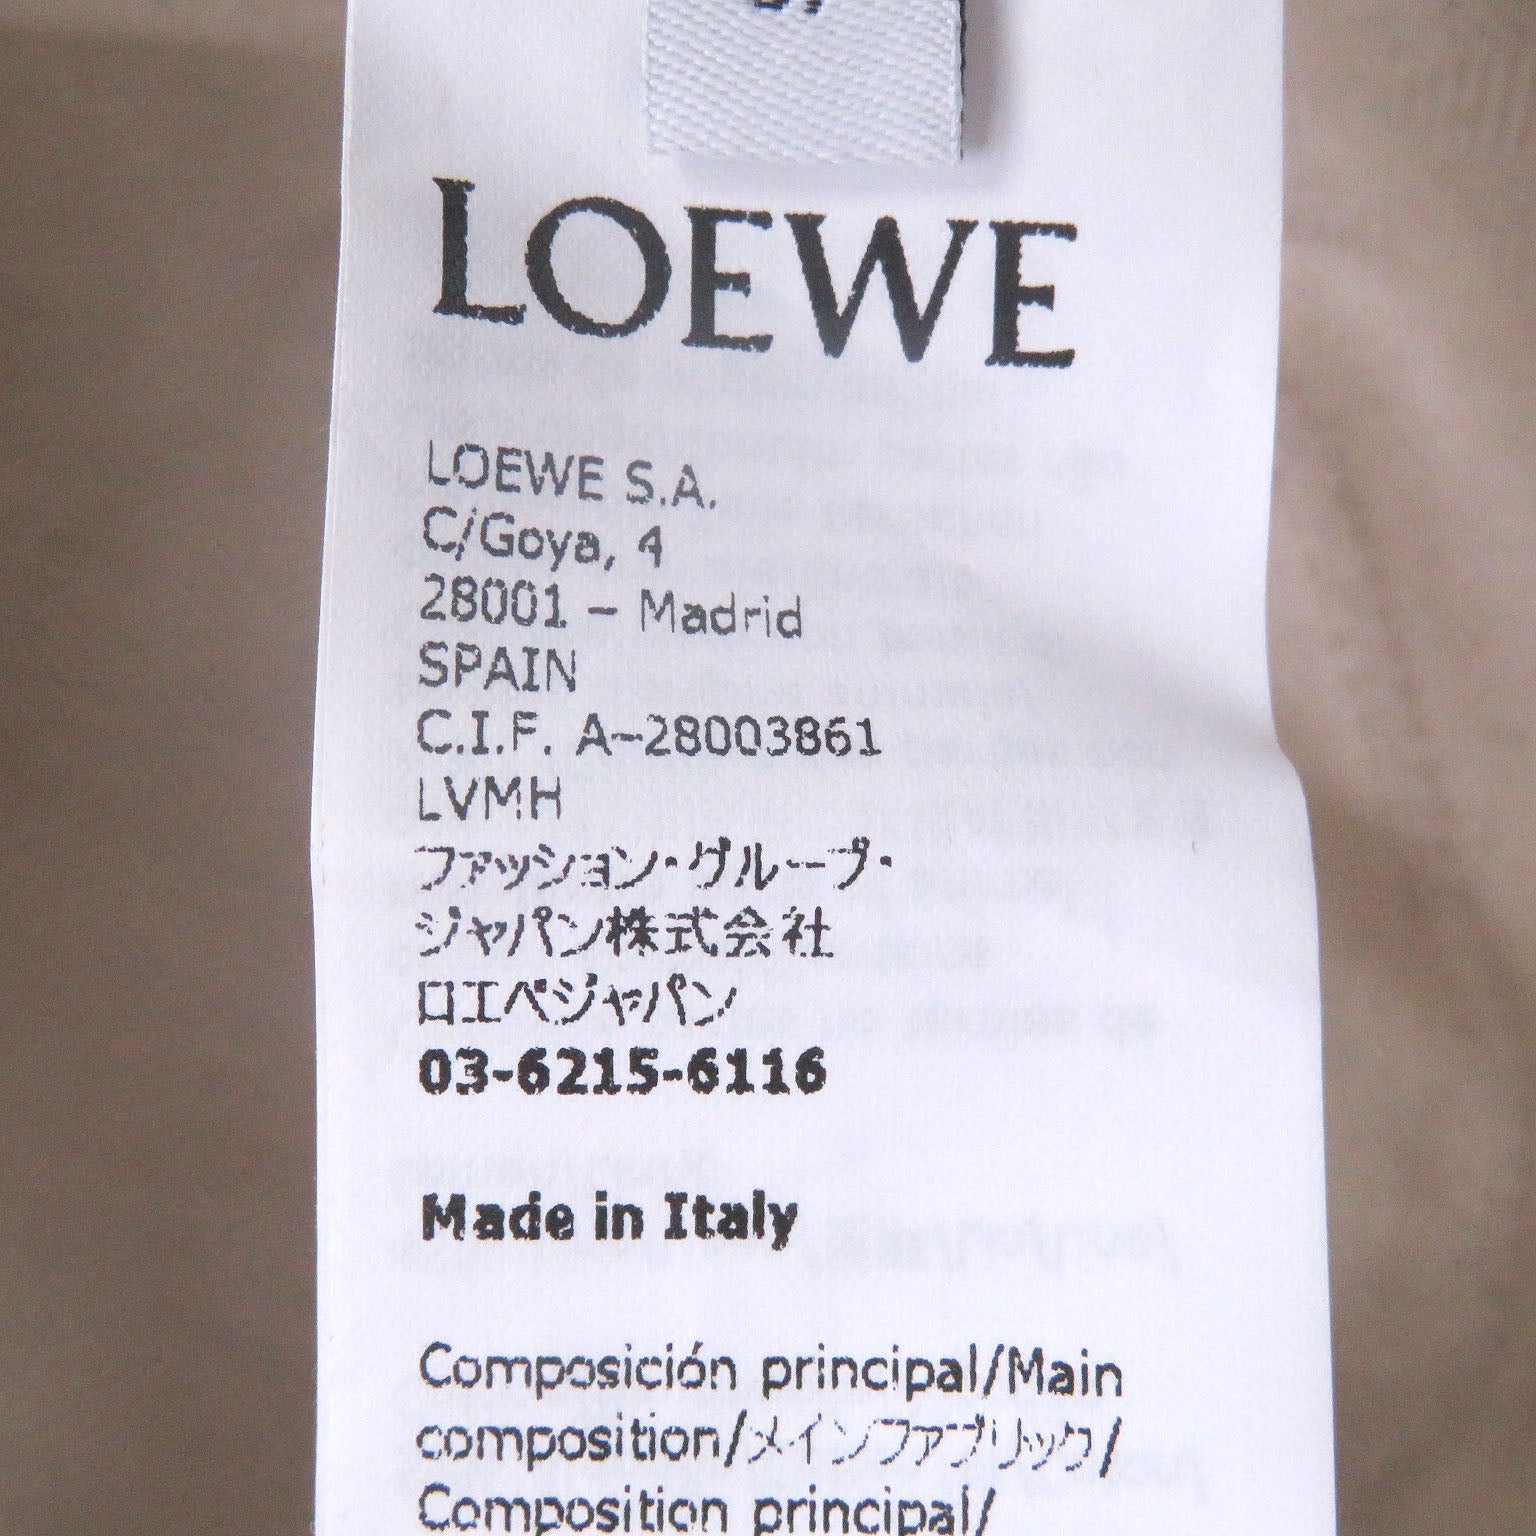 LOEWE
LOEWE S.A.
C/Goya, 4
28001 – Madrid
SPAIN
C.I.F. A–28003861
LVMH
ファッション・グループ・
ジャパン株式会社
ロエベジャパン
03-6215-6116
Made in Italy
Composición principal/Main
composition/メインファブリック/
Composition principal/